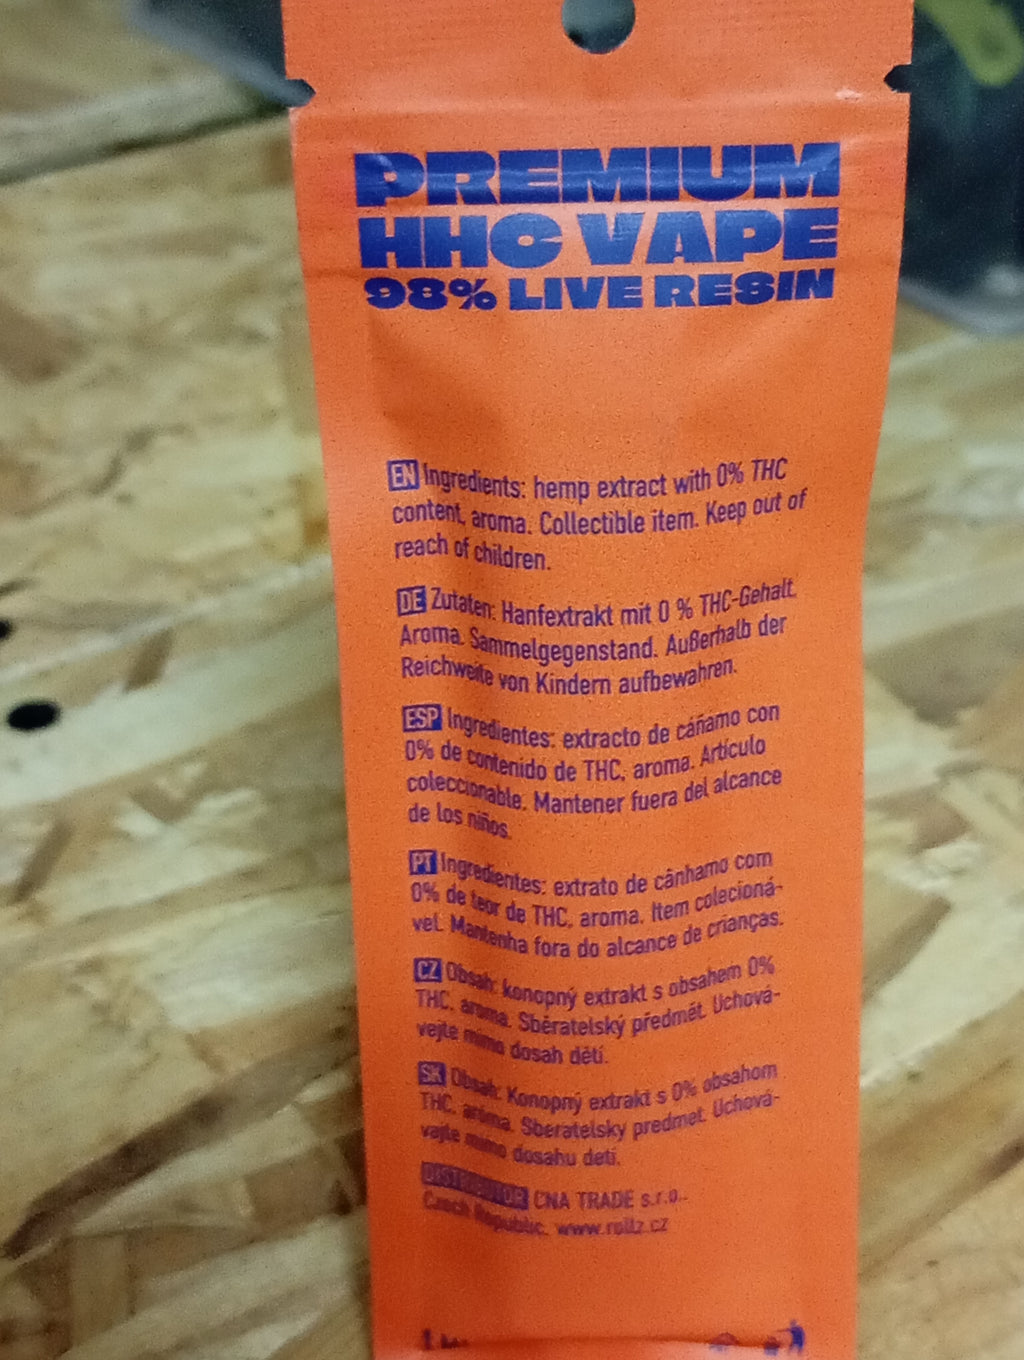 PREMIUM
HHC VAPE
98% LIVE RESIN
EN Ingredients: hemp extract with 0% THC
content, aroma. Collectible item. Keep out of
reach of children.
DE Zutaten: Hanfextrakt mit 0 % THC-Gehalt,
Aroma. Sammelgegenstand. Außerhalb der
Reichweite von Kindern aufbewahren.
ESP Ingredientes: extracto de cáñamo con
0% de contenido de THC, aroma. Artículo
coleccionable. Mantener fuera del alcance
de los niños.
PT Ingredientes: extrato de cânhamo com
0% de teor de THC, aroma. Item colecioná-
vel. Mantenha fora do alcance de crianças.
CZ Obsah: konopný extrakt s obsahem 0%
THC, aroma. Sběratelský předmět. Uchová-
vejte mimo dosah dětí.
SK Obsah: Konopný extrakt s 0% obsahom
THC, aróma. Sberatelsky predmet. Uchová-
vajte mimo dosahu detí.
DISTRIBUTOR CNA TRADE s.r.o.,
Czech Republic, www.rollz.cz